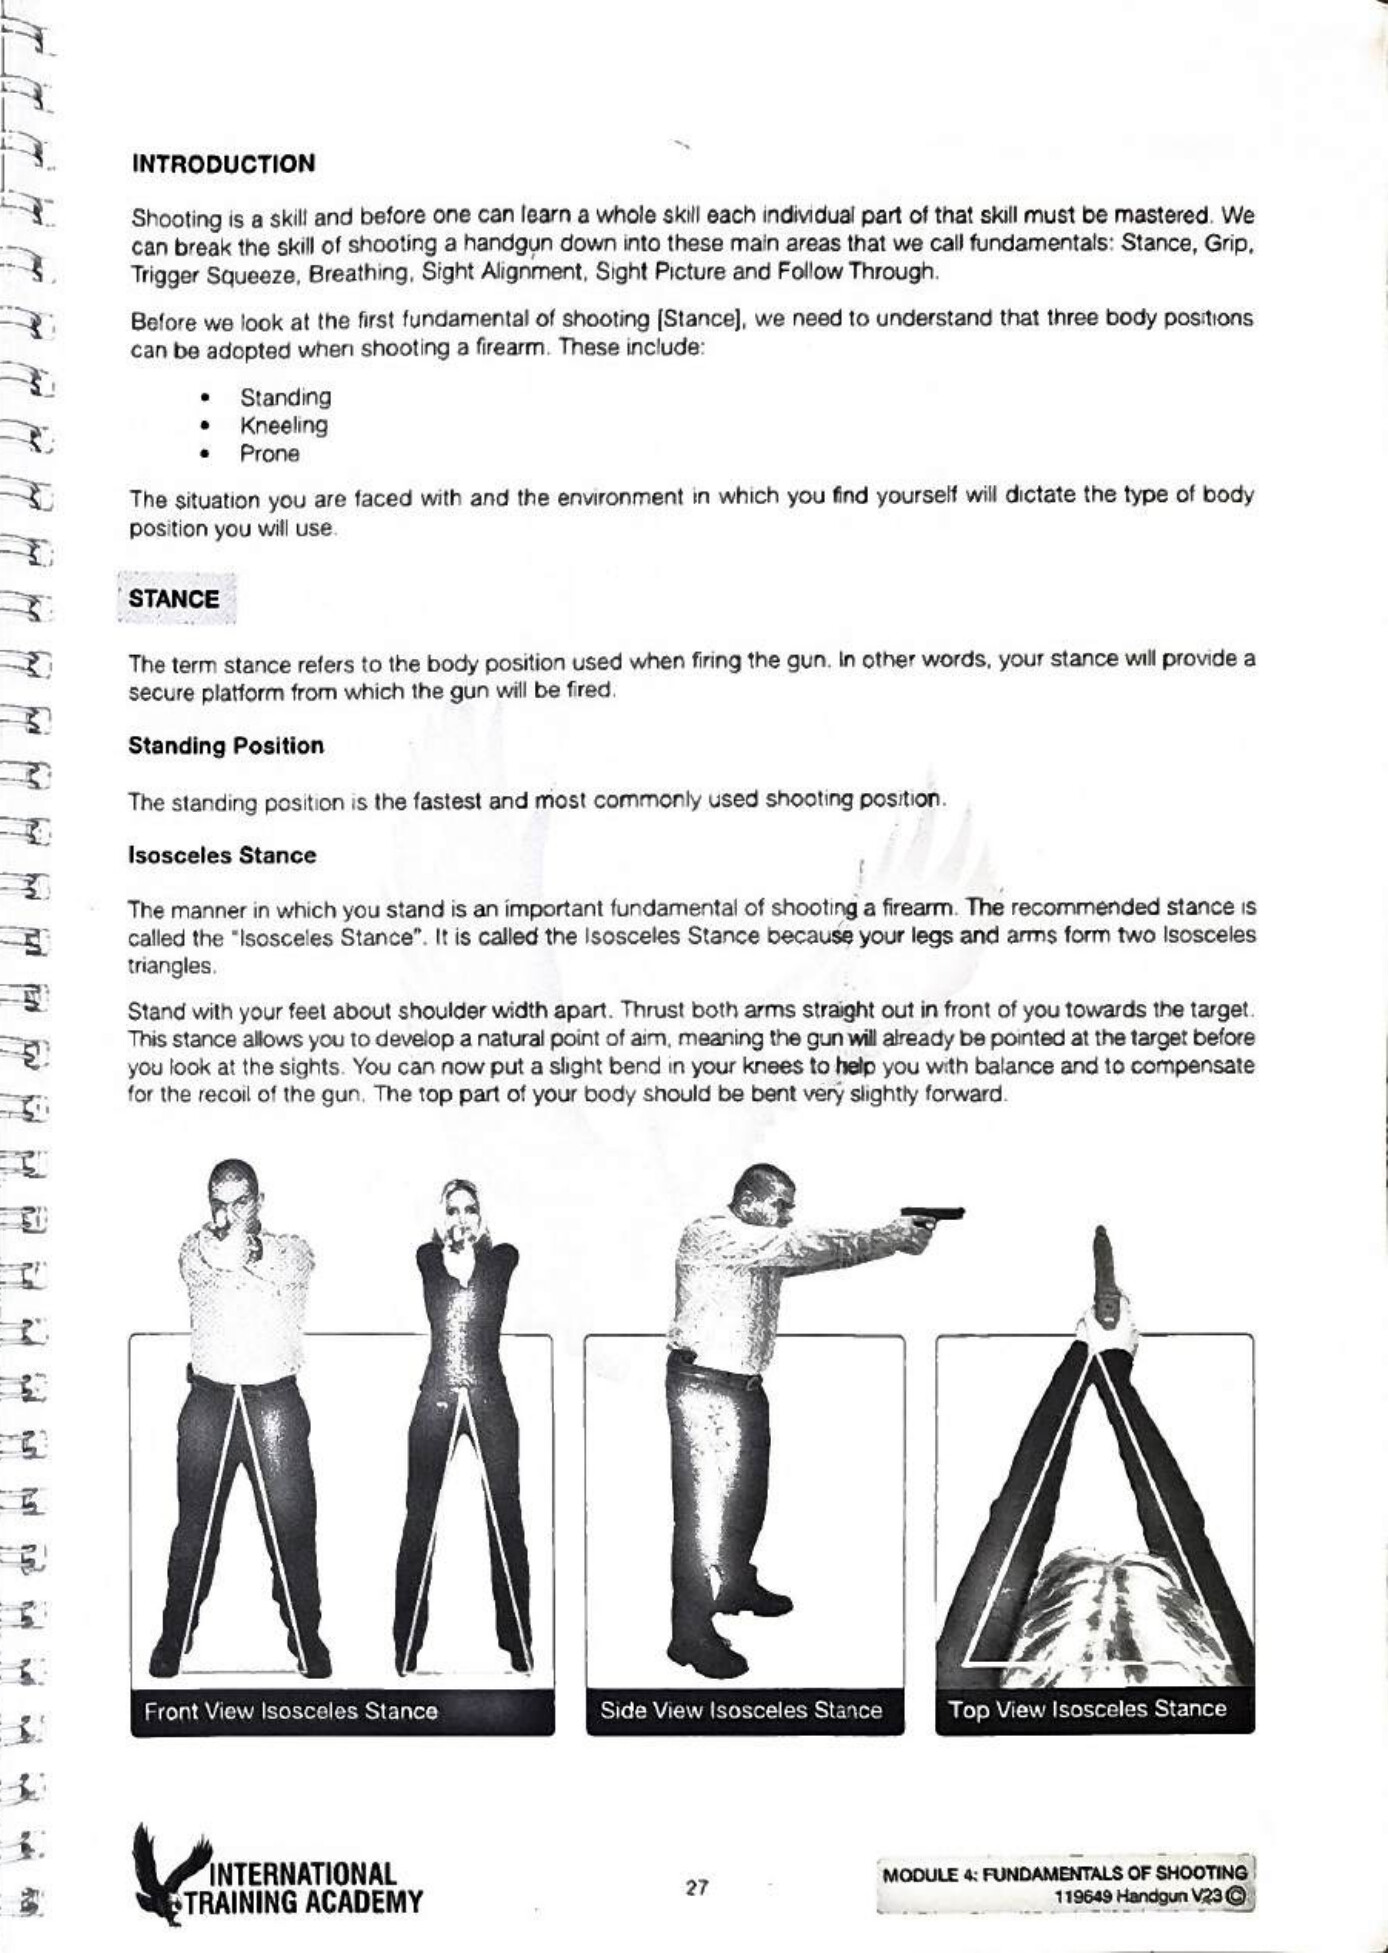 INTRODUCTION
Shooting is a skill and before one can learn a whole skill each individual part of that skill must be mastered. We
can break the skill of shooting a handgun down into these main areas that we call fundamentals: Stance, Grip,
Trigger Squeeze, Breathing, Sight Alignment, Sight Picture and Follow Through.
Before we look at the first fundamental of shooting [Stance], we need to understand that three body positions
can be adopted when shooting a firearm. These include:
• Standing
• Kneeling
• Prone
The situation you are faced with and the environment in which you find yourself will dictate the type of body
position you will use.
STANCE
The term stance refers to the body position used when firing the gun. In other words, your stance will provide a
secure platform from which the gun will be fired.
Standing Position
The standing position is the fastest and most commonly used shooting position.
Isosceles Stance
The manner in which you stand is an important fundamental of shooting a firearm. The recommended stance is
called the "Isosceles Stance". It is called the Isosceles Stance because your legs and arms form two Isosceles
triangles.
Stand with your feet about shoulder width apart. Thrust both arms straight out in front of you towards the target.
This stance allows you to develop a natural point of aim, meaning the gun will already be pointed at the target before
you look at the sights. You can now put a slight bend in your knees to help you with balance and to compensate
for the recoil of the gun. The top part of your body should be bent very slightly forward.
Front View Isosceles Stance
Side View Isosceles Stance
Top View Isosceles Stance
INTERNATIONAL
TRAINING ACADEMY
27
MODULE 4: FUNDAMENTALS OF SHOOTING
119649 Handgun V23 ©